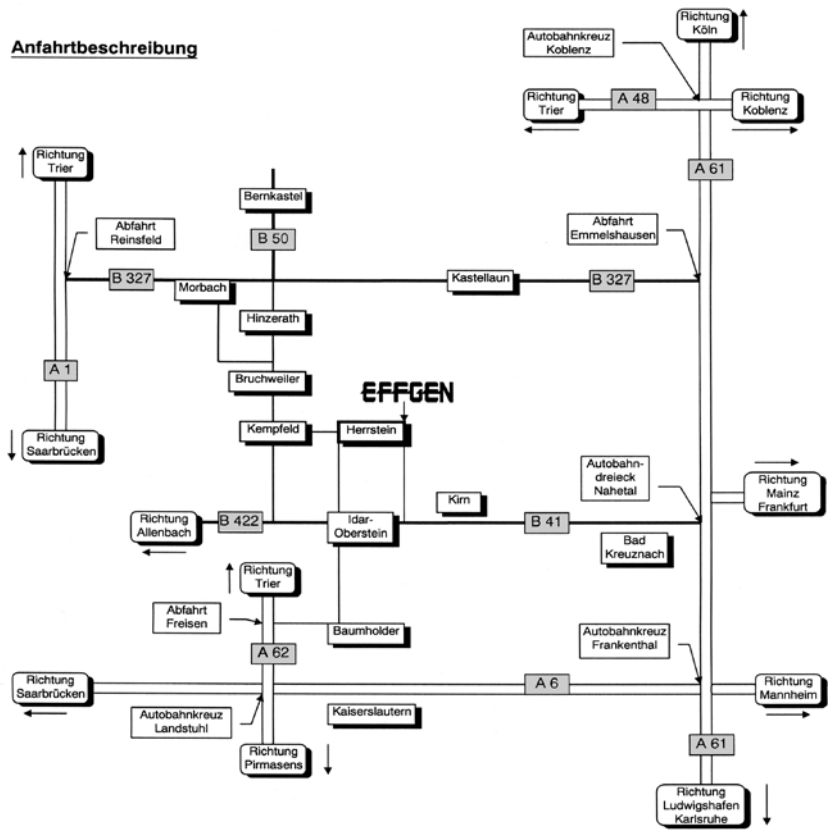 Anfahrtbeschreibung
Richtung
Köln
Autobahnkreuz
Koblenz
Richtung
Trier
A 48
Richtung
Koblenz
Richtung
Trier
A 61
Bernkastel
Abfahrt
Reinsfeld
B 50
Abfahrt
Emmelshausen
B 327
Morbach
Kastellaun
B 327
Hinzerath
A 1
Bruchweiler
EFFGEN
Richtung
Saarbrücken
Kempfeld
Herrstein
Autobahn-
dreieck
Nahetal
Richtung
Mainz
Frankfurt
Kirn
Richtung
Allenbach
B 422
Idar-
Oberstein
B 41
Bad
Kreuznach
Richtung
Trier
Abfahrt
Freisen
Baumholder
Autobahnkreuz
Frankenthal
A 62
Richtung
Saarbrücken
A 6
Richtung
Mannheim
Autobahnkreuz
Landstuhl
Kaiserslautern
Richtung
Pirmasens
A 61
Richtung
Ludwigshafen
Karlsruhe